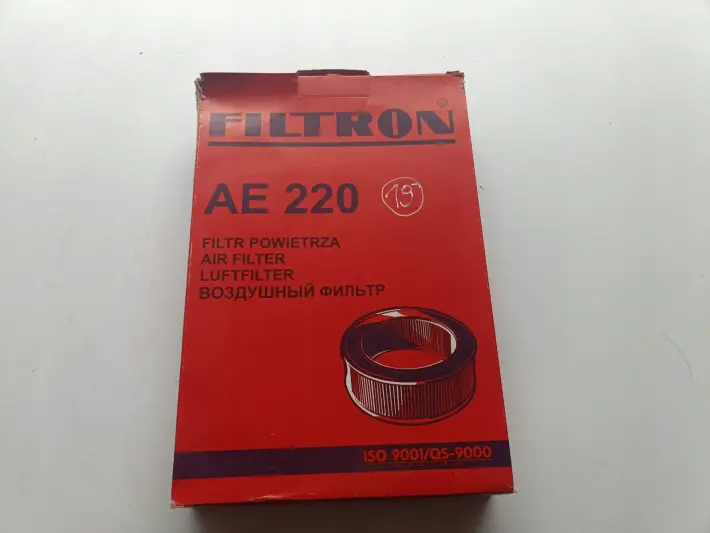 FILTRON ®
AE 220 19
FILTR POWIETRZA
AIR FILTER
LUFTFILTER
ВОЗДУШНЫЙ ФИЛЬТР
ISO 9001/QS-9000